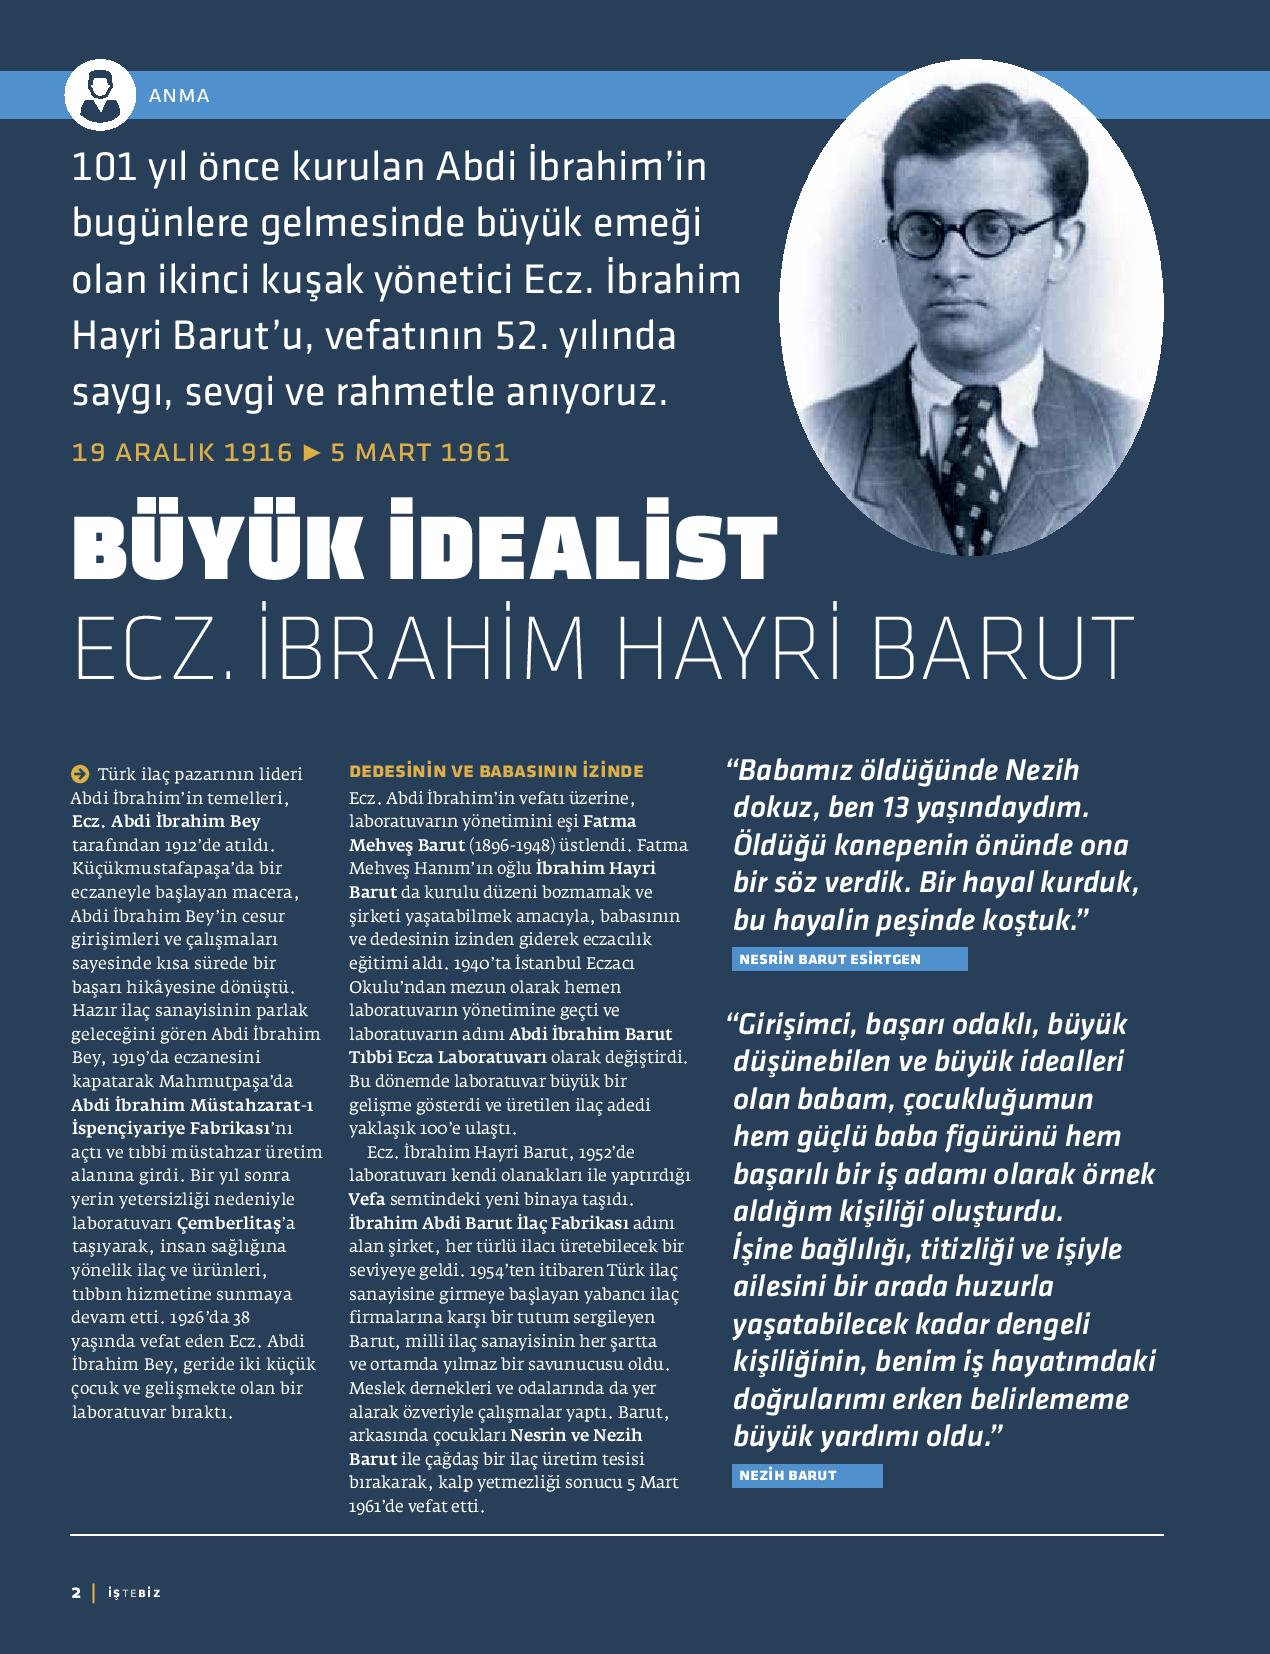 ANMA
101 yıl önce kurulan Abdi İbrahim’in
bugünlere gelmesinde büyük emeği
olan ikinci kuşak yönetici Ecz. İbrahim
Hayri Barut’u, vefatının 52. yılında
saygı, sevgi ve rahmetle anıyoruz.
19 ARALIK 1916 ▶ 5 MART 1961
BÜYÜK İDEALİST
ECZ. İBRAHİM HAYRİ BARUT
Türk ilaç pazarının lideri
Abdi İbrahim’in temelleri,
Ecz. Abdi İbrahim Bey
tarafından 1912’de atıldı.
Küçükmustafapaşa’da bir
eczaneyle başlayan macera,
Abdi İbrahim Bey’in cesur
girişimleri ve çalışmaları
sayesinde kısa sürede bir
başarı hikâyesine dönüştü.
Hazır ilaç sanayisinin parlak
geleceğini gören Abdi İbrahim
Bey, 1919’da eczanesini
kapatarak Mahmutpaşa’da
Abdi İbrahim Müstahzarat-ı
İspençiyariye Fabrikası’nı
açtı ve tıbbi müstahzar üretim
alanına girdi. Bir yıl sonra
yerin yetersizliği nedeniyle
laboratuvarı Çemberlitaş’a
taşıyarak, insan sağlığına
yönelik ilaç ve ürünleri,
tıbbın hizmetine sunmaya
devam etti. 1926’da 38
yaşında vefat eden Ecz. Abdi
İbrahim Bey, geride iki küçük
çocuk ve gelişmekte olan bir
laboratuvar bıraktı.
DEDESİNİN VE BABASININ İZİNDE
Ecz. Abdi İbrahim’in vefatı üzerine,
laboratuvarın yönetimini eşi Fatma
Mehveş Barut (1896-1948) üstlendi. Fatma
Mehveş Hanım’ın oğlu İbrahim Hayri
Barut da kurulu düzeni bozmamak ve
şirketi yaşatabilmek amacıyla, babasının
ve dedesinin izinden giderek eczacılık
eğitimi aldı. 1940’ta İstanbul Eczacı
Okulu’ndan mezun olarak hemen
laboratuvarın yönetimine geçti ve
laboratuvarın adını Abdi İbrahim Barut
Tıbbi Ecza Laboratuvarı olarak değiştirdi.
Bu dönemde laboratuvar büyük bir
gelişme gösterdi ve üretilen ilaç adedi
yaklaşık 100’e ulaştı.
Ecz. İbrahim Hayri Barut, 1952’de
laboratuvarı kendi olanakları ile yaptırdığı
Vefa semtindeki yeni binaya taşıdı.
İbrahim Abdi Barut İlaç Fabrikası adını
alan şirket, her türlü ilacı üretebilecek bir
seviyeye geldi. 1954’ten itibaren Türk ilaç
sanayisine girmeye başlayan yabancı ilaç
firmalarına karşı bir tutum sergileyen
Barut, milli ilaç sanayisinin her şartta
ve ortamda yılmaz bir savunucusu oldu.
Meslek dernekleri ve odalarında da yer
alarak özveriyle çalışmalar yaptı. Barut,
arkasında çocukları Nesrin ve Nezih
Barut ile çağdaş bir ilaç üretim tesisi
bırakarak, kalp yetmezliği sonucu 5 Mart
1961’de vefat etti.
“Babamız öldüğünde Nezih
dokuz, ben 13 yaşındaydım.
Öldüğü kanepenin önünde ona
bir söz verdik. Bir hayal kurduk,
bu hayalin peşinde koştuk.”
NESRİN BARUT ESİRTGEN
“Girişimci, başarı odaklı, büyük
düşünebilen ve büyük idealleri
olan babam, çocukluğumun
hem güçlü baba figürünü hem
başarılı bir iş adamı olarak örnek
aldığım kişiliği oluşturdu.
İşine bağlılığı, titizliği ve işiyle
ailesini bir arada huzurla
yaşatabilecek kadar dengeli
kişiliğinin, benim iş hayatımdaki
doğrularımı erken belirlememe
büyük yardımı oldu.”
NEZİH BARUT
2 | İŞTEBİZ